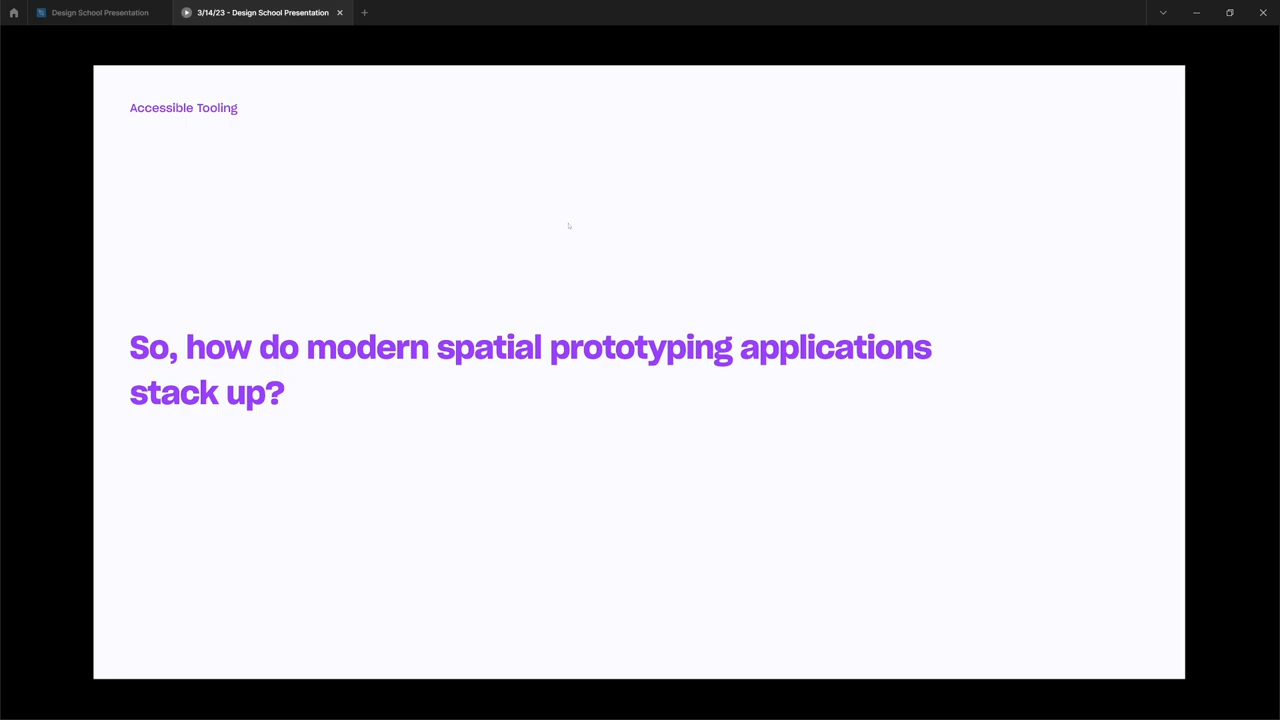 Design School Presentation
3/14/23 - Design School Presentation
Accessible Tooling
So, how do modern spatial prototyping applications
stack up?